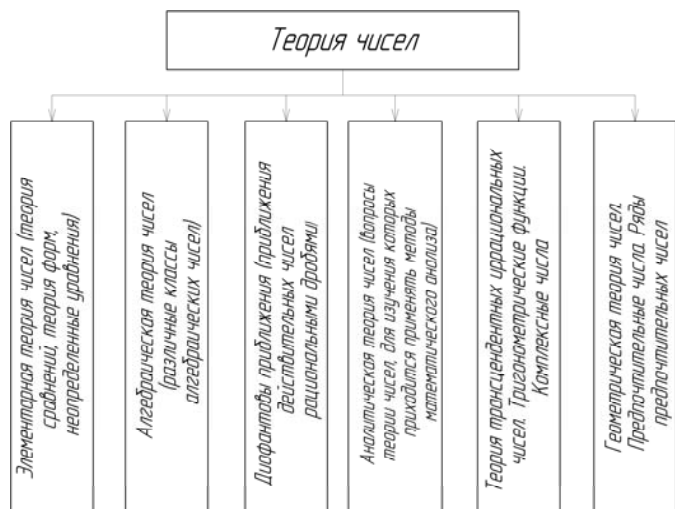 Теория чисел
Элементарная теория чисел (теория
сравнений, теория форм,
неопределенные уравнения)
Алгебраическая теория чисел
(различные классы
алгебраических чисел)
Диофантовы приближения (приближения
действительных чисел
рациональными дробями)
Аналитическая теория чисел (вопросы
теории чисел, для изучения которых
приходится применять методы
математического анализа)
Теория трансцендентных иррациональных
чисел. Тригонометрические функции.
Комплексные числа
Геометрическая теория чисел.
Предпочтительные числа. Ряды
предпочтительных чисел